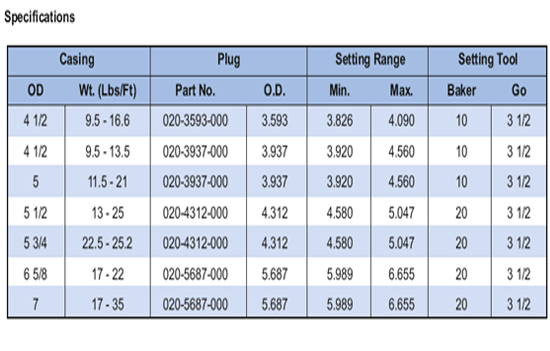 Specifications
Casing Plug Setting Range Setting Tool
OD Wt. (Lbs/Ft) Part No. O.D. Min. Max. Baker Go
4 1/2 9.5 - 16.6 020-3593-000 3.593 3.826 4.090 10 3 1/2
4 1/2 9.5 - 13.5 020-3937-000 3.937 3.920 4.560 10 3 1/2
5 11.5 - 21 020-3937-000 3.937 3.920 4.560 10 3 1/2
5 1/2 13 - 25 020-4312-000 4.312 4.580 5.047 20 3 1/2
5 3/4 22.5 - 25.2 020-4312-000 4.312 4.580 5.047 20 3 1/2
6 5/8 17 - 22 020-5687-000 5.687 5.989 6.655 20 3 1/2
7 17 - 35 020-5687-000 5.687 5.989 6.655 20 3 1/2